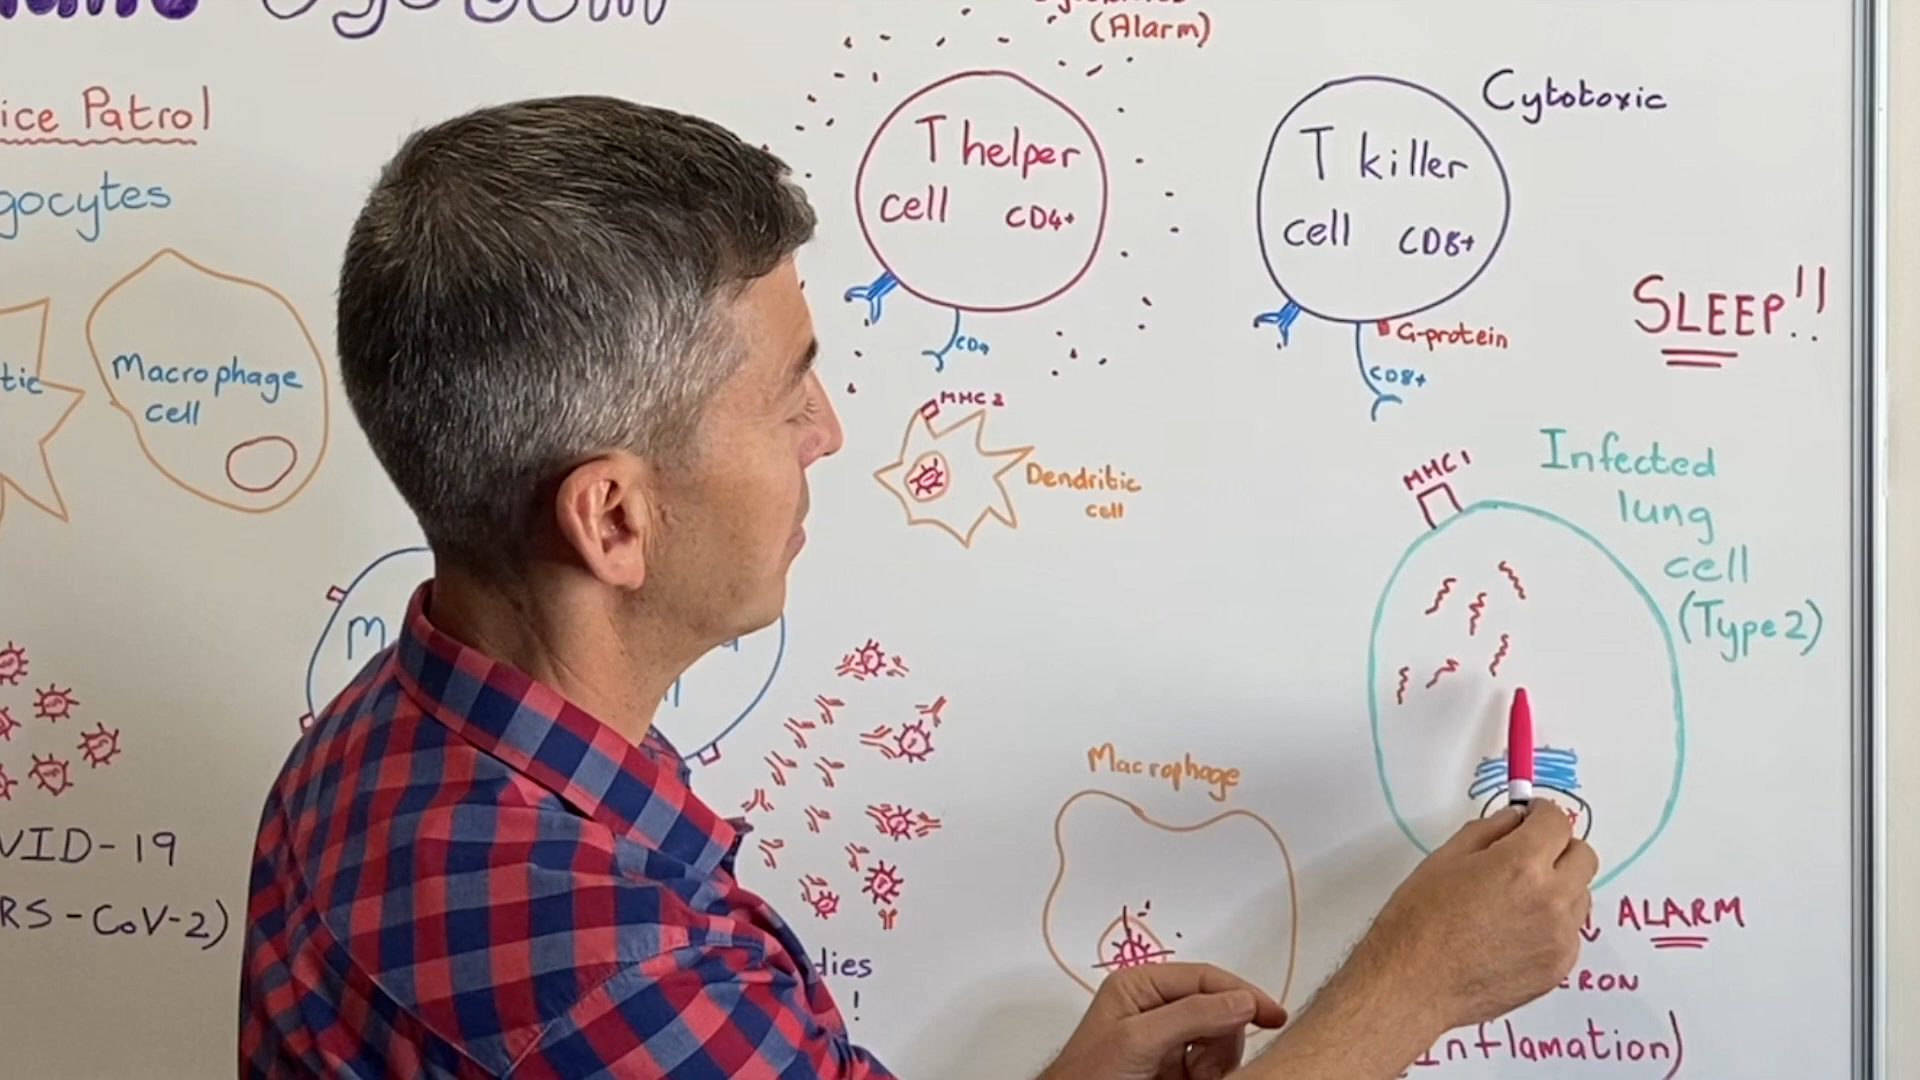 (Alarm)
ice Patrol
gocytes
tic
Macrophage
cell
T helper
cell CD4+
CD4
MHC 2
Dendritic
cell
Cytotoxic
T killer
cell CD8+
G-protein
CD8+
SLEEP!!
MHC 1
Infected
lung
cell
(Type 2)
M
Macrophage
VID-19
RS-CoV-2)
dies
!
ALARM
RON
Inflamation)